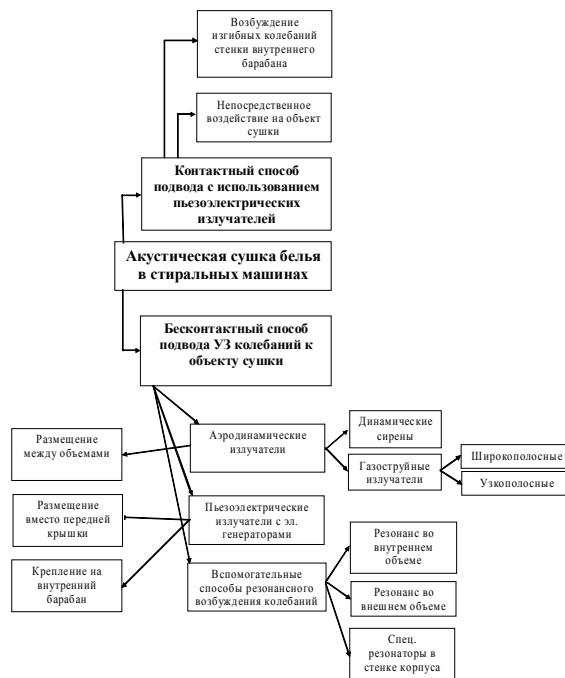 Возбуждение
изгибных колебаний
стенки внутреннего
барабана
Непосредственное
воздействие на объект
сушки
Контактный способ
подвода с использованием
пьезоэлектрических
излучателей
Акустическая сушка белья
в стиральных машинах
Бесконтактный способ
подвода УЗ колебаний к
объекту сушки
Размещение
между объемами
Аэродинамические
излучатели
Динамические
сирены
Газоструйные
излучатели
Широкополосные
Узкополосные
Размещение
вместо передней
крышки
Пьезоэлектрические
излучатели с эл.
генераторами
Крепление на
внутренний
барабан
Вспомогательные
способы резонансного
возбуждения колебаний
Резонанс во
внутреннем
объеме
Резонанс во
внешнем объеме
Спец.
резонаторы в
стенке корпуса